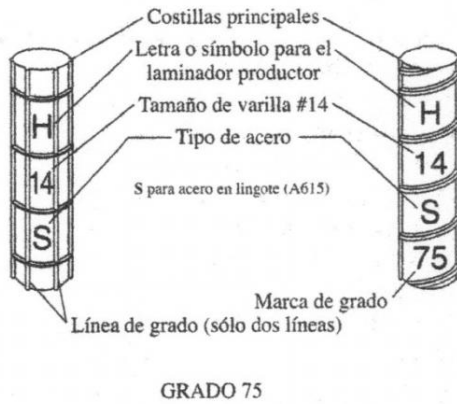 Costillas principales
Letra o símbolo para el
laminador productor
H
H
Tamaño de varilla #14
14
14
Tipo de acero
S para acero en lingote (A615)
S
S
75
Marca de grado
Línea de grado (sólo dos líneas)
GRADO 75